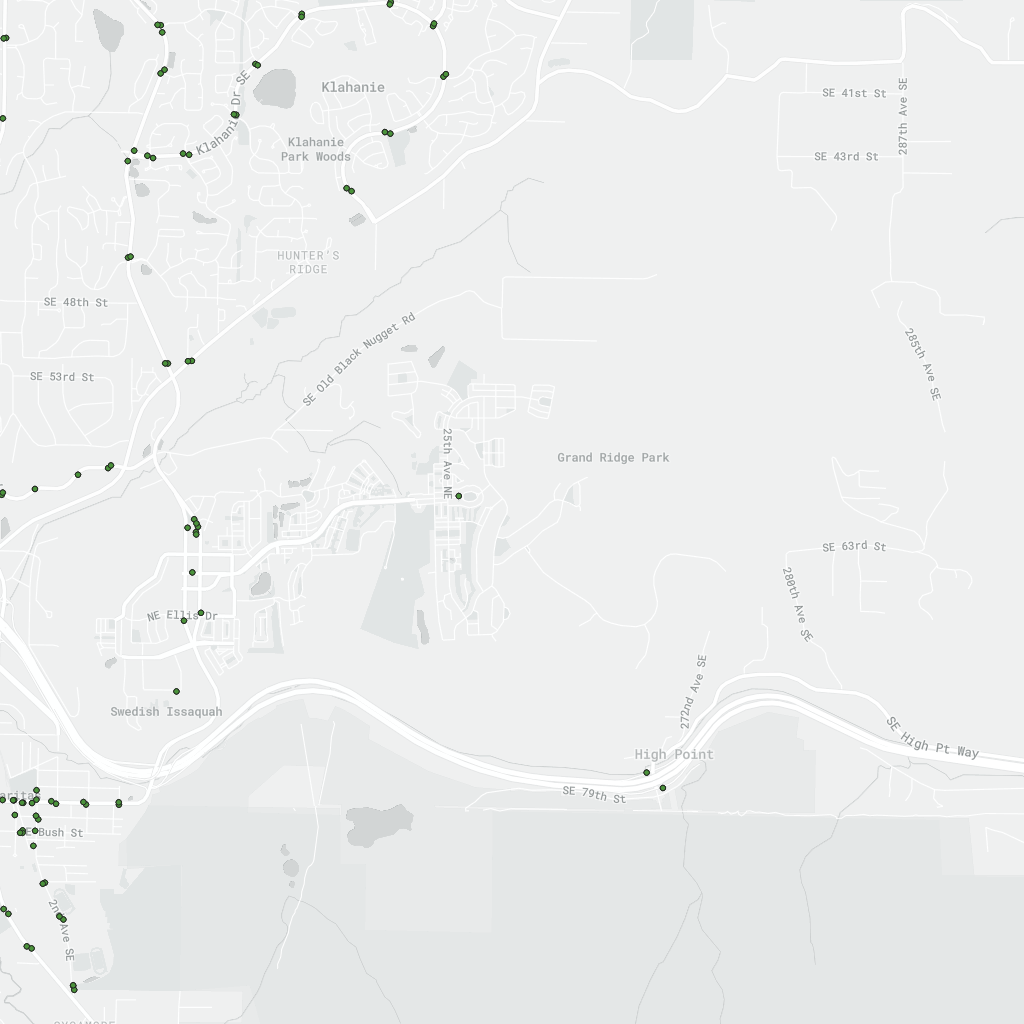 Klahanie
SE 41st St
287th Ave SE
Klahanie Dr SE
Klahanie
Park Woods
SE 43rd St
HUNTER'S
RIDGE
SE 48th St
SE Old Black Nugget Rd
285th Ave SE
SE 53rd St
25th Ave NE
Grand Ridge Park
SE 63rd St
280th Ave SE
NE Ellis Dr
272nd Ave SE
Swedish Issaquah
SE High Pt Way
High Point
SE 79th St
SE Bush St
2nd Ave SE